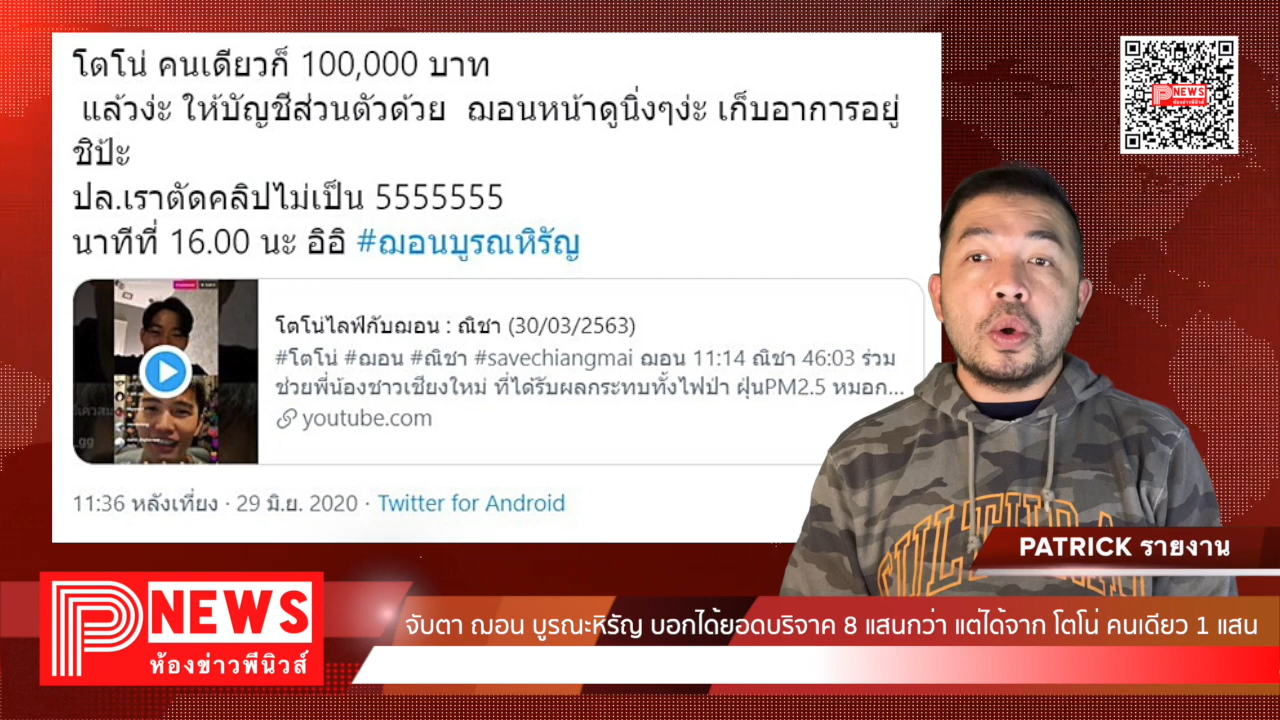 โตโน่ คนเดียวก็ 100,000 บาท
แล้วง่ะ ให้บัญชีส่วนตัวด้วย ฌอนหน้าดูนิ่งๆง่ะ เก็บอาการอยู่
ชิป้ะ
ปล.เราตัดคลิปไม่เป็น 5555555
นาทีที่ 16.00 นะ อิอิ #ฌอนบูรณหิรัญ
โตโน่ไลฟ์กับฌอน : ณิชา (30/03/2563)
#โตโน่ #ฌอน #ณิชา #savechiangmai ฌอน 11:14 ณิชา 46:03 ร่วม
ช่วยพี่น้องชาวเชียงใหม่ ที่ได้รับผลกระทบทั้งไฟป่า ฝุ่นPM2.5 หมอก...
youtube.com
11:36 หลังเที่ยง · 29 มิ.ย. 2020 · Twitter for Android
PNEWS
ห้องข่าวพีนิวส์
PATRICK รายงาน
PNEWS
ห้องข่าวพีนิวส์
จับตา ฌอน บูรณะหิรัญ บอกได้ยอดบริจาค 8 แสนกว่า แต่ได้จาก โตโน่ คนเดียว 1 แสน